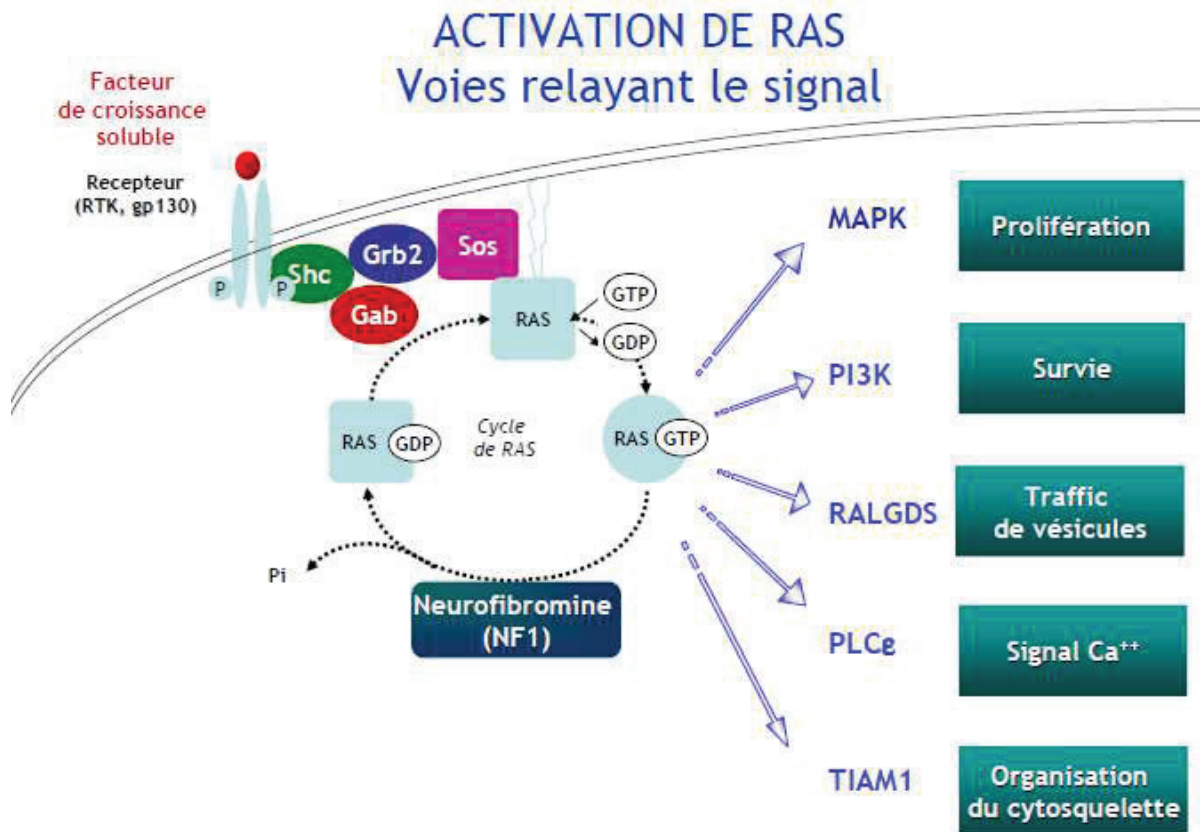 ACTIVATION DE RAS
Voies relayant le signal
Facteur
de croissance
soluble
Recepteur
(RTK, gp130)
P
P
Shc
Grb2
Gab
Sos
RAS
GTP
GDP
RAS
GTP
RAS
GDP
Cycle
de RAS
Pi
Neurofibromine
(NF1)
MAPK
Prolifération
PI3K
Survie
RALGDS
Traffic
de vésicules
PLCε
Signal Ca⁺⁺
TIAM1
Organisation
du cytosquelette